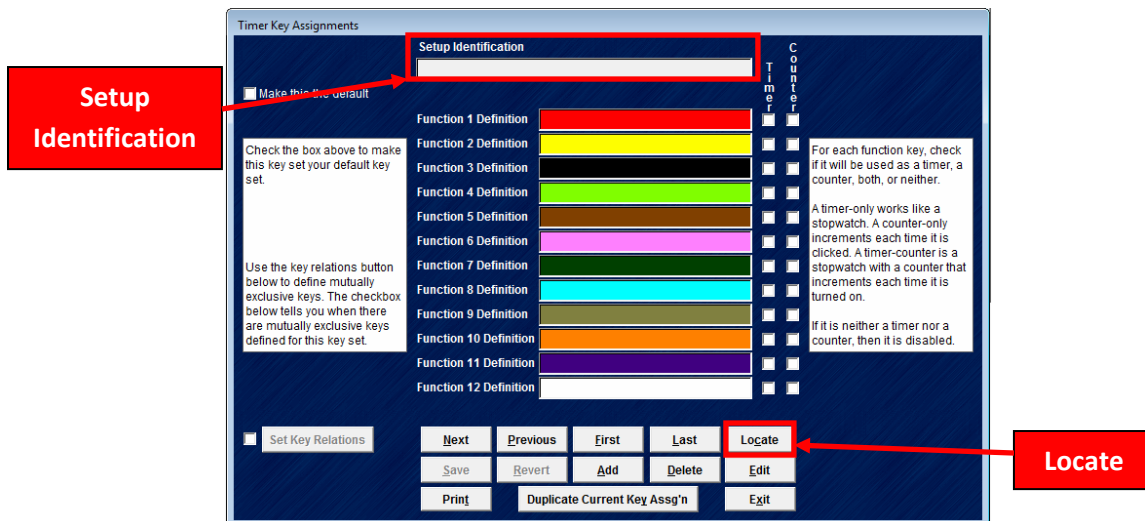 Timer Key Assignments
Setup Identification
Counter
Timer
Setup
Identification
Make this the default
Function 1 Definition
Function 2 Definition
Function 3 Definition
Function 4 Definition
Function 5 Definition
Function 6 Definition
Function 7 Definition
Function 8 Definition
Function 9 Definition
Function 10 Definition
Function 11 Definition
Function 12 Definition
Check the box above to make
this key set your default key
set.
Use the key relations button
below to define mutually
exclusive keys. The checkbox
below tells you when there
are mutually exclusive keys
defined for this key set.
For each function key, check
if it will be used as a timer, a
counter, both, or neither.
A timer-only works like a
stopwatch. A counter-only
increments each time it is
clicked. A timer-counter is a
stopwatch with a counter that
increments each time it is
turned on.
If it is neither a timer nor a
counter, then it is disabled.
Set Key Relations
Next Previous First Last Locate
Save Revert Add Delete Edit
Print Duplicate Current Key Assg'n Exit
Locate